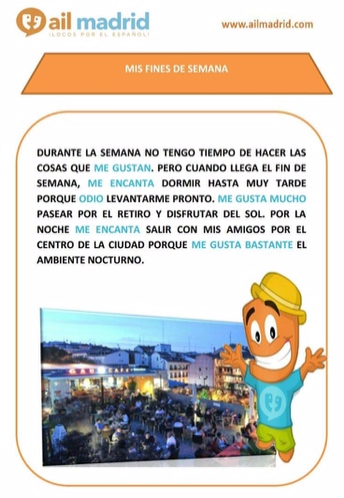 ail madrid
¡LOCOS POR EL ESPAÑOL!
www.ailmadrid.com
MIS FINES DE SEMANA
DURANTE LA SEMANA NO TENGO TIEMPO DE HACER LAS
COSAS QUE ME GUSTAN. PERO CUANDO LLEGA EL FIN DE
SEMANA, ME ENCANTA DORMIR HASTA MUY TARDE
PORQUE ODIO LEVANTARME PRONTO. ME GUSTA MUCHO
PASEAR POR EL RETIRO Y DISFRUTAR DEL SOL. POR LA
NOCHE ME ENCANTA SALIR CON MIS AMIGOS POR EL
CENTRO DE LA CIUDAD PORQUE ME GUSTA BASTANTE EL
AMBIENTE NOCTURNO.